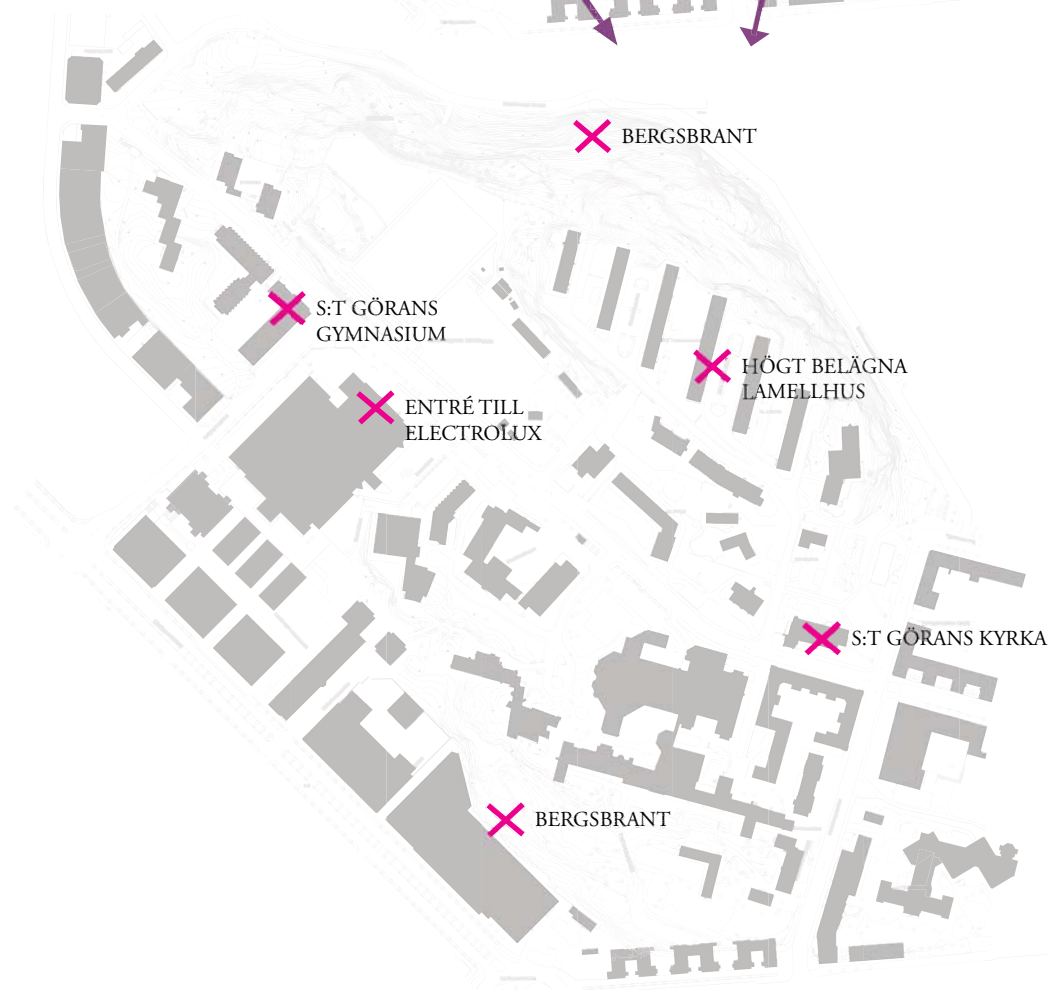 BERGSBRANT
S:T GÖRANS
GYMNASIUM
HÖGT BELÄGNA
LAMELLHUS
ENTRÉ TILL
ELECTROLUX
S:T GÖRANS KYRKA
BERGSBRANT